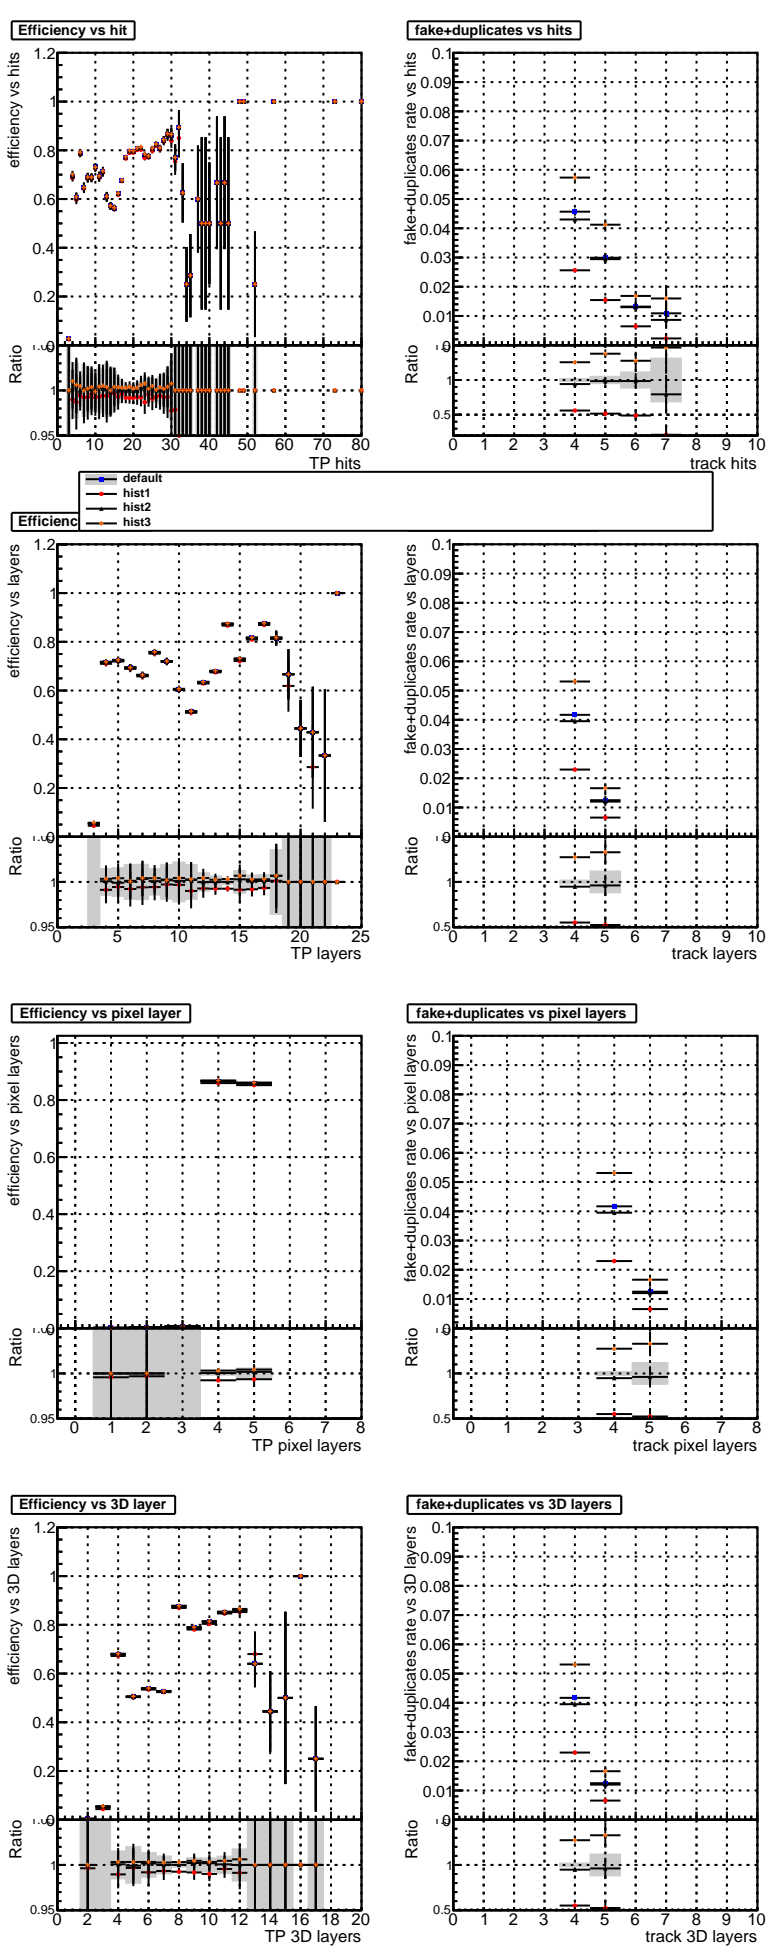 Efficiency vs hit
fake+duplicates vs hits
efficiency vs hits
1.2
1
0.8
0.6
0.4
0.2
Ratio
1
0.95
0 10 20 30 40 50 60 70 80
TP hits
fake+duplicates rate vs hits
0.1
0.09
0.08
0.07
0.06
0.05
0.04
0.03
0.02
0.01
Ratio
1
0.5
0 1 2 3 4 5 6 7 8 9 10
track hits
default
hist1
hist2
hist3
Efficienc
efficiency vs layers
1.2
1
0.8
0.6
0.4
0.2
Ratio
1
0.95
0 5 10 15 20 25
TP layers
fake+duplicates rate vs layers
0.1
0.09
0.08
0.07
0.06
0.05
0.04
0.03
0.02
0.01
Ratio
1
0.5
0 1 2 3 4 5 6 7 8 9 10
track layers
Efficiency vs pixel layer
fake+duplicates vs pixel layers
efficiency vs pixel layers
1
0.8
0.6
0.4
0.2
Ratio
1
0.95
0 1 2 3 4 5 6 7 8
TP pixel layers
fake+duplicates rate vs pixel layers
0.1
0.09
0.08
0.07
0.06
0.05
0.04
0.03
0.02
0.01
Ratio
1
0.5
0 1 2 3 4 5 6 7 8
track pixel layers
Efficiency vs 3D layer
fake+duplicates vs 3D layers
efficiency vs 3D layers
1.2
1
0.8
0.6
0.4
0.2
Ratio
1
0.95
0 2 4 6 8 10 12 14 16 18 20
TP 3D layers
fake+duplicates rate vs 3D layers
0.1
0.09
0.08
0.07
0.06
0.05
0.04
0.03
0.02
0.01
Ratio
1
0.5
0 1 2 3 4 5 6 7 8 9 10
track 3D layers